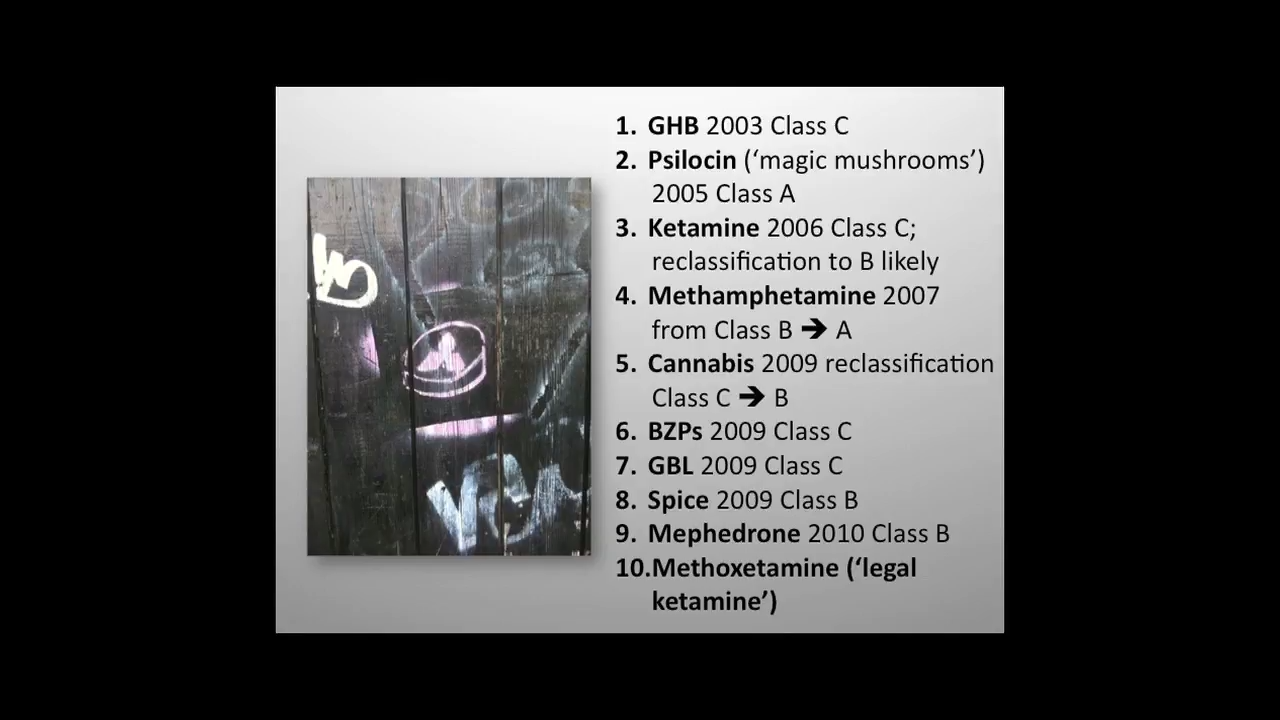 1. GHB 2003 Class C
2. Psilocin (‘magic mushrooms’)
2005 Class A
3. Ketamine 2006 Class C;
reclassification to B likely
4. Methamphetamine 2007
from Class B ➔ A
5. Cannabis 2009 reclassification
Class C ➔ B
6. BZPs 2009 Class C
7. GBL 2009 Class C
8. Spice 2009 Class B
9. Mephedrone 2010 Class B
10.Methoxetamine (‘legal
ketamine’)